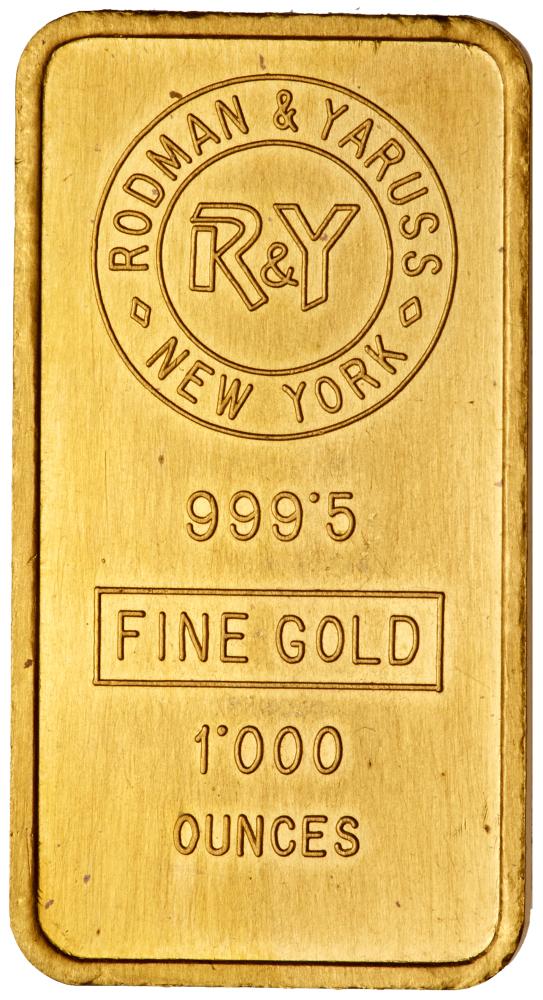 RODMAN & YARUSS
R&Y
NEW YORK
999·5
FINE GOLD
1·000
OUNCES